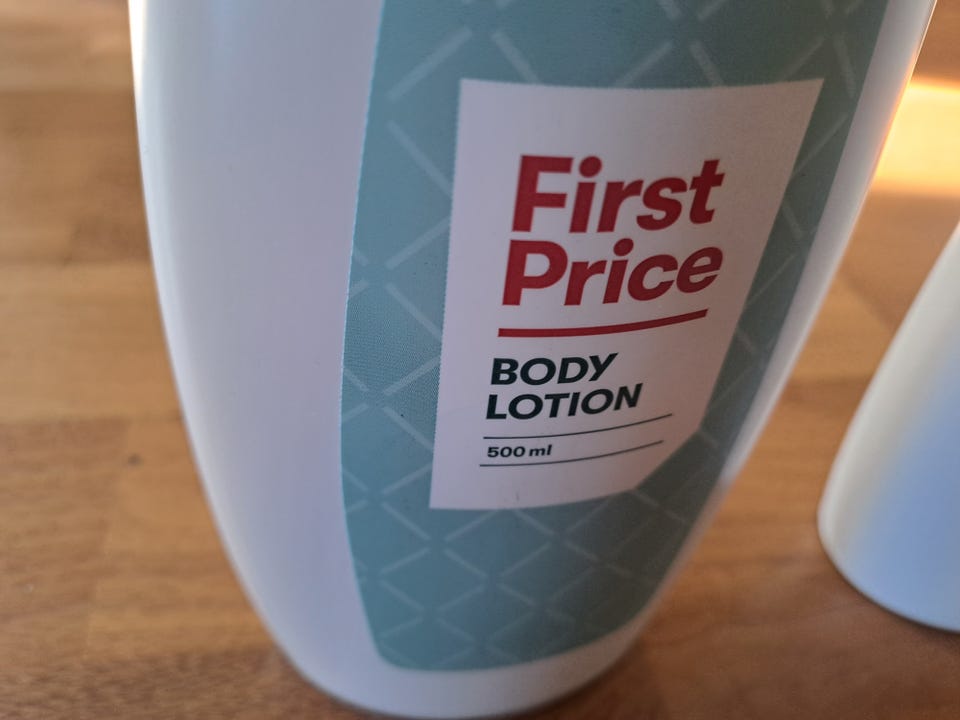 First
Price
BODY
LOTION
500 ml